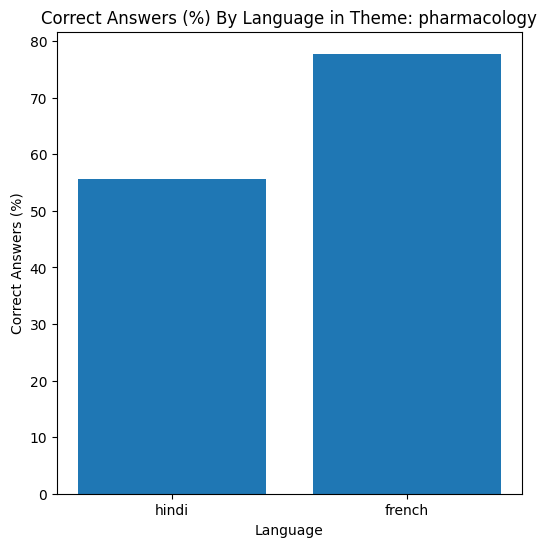 Correct Answers (%) By Language in Theme: pharmacology
80
70
60
50
40
30
20
10
0
Correct Answers (%)
hindi french
Language